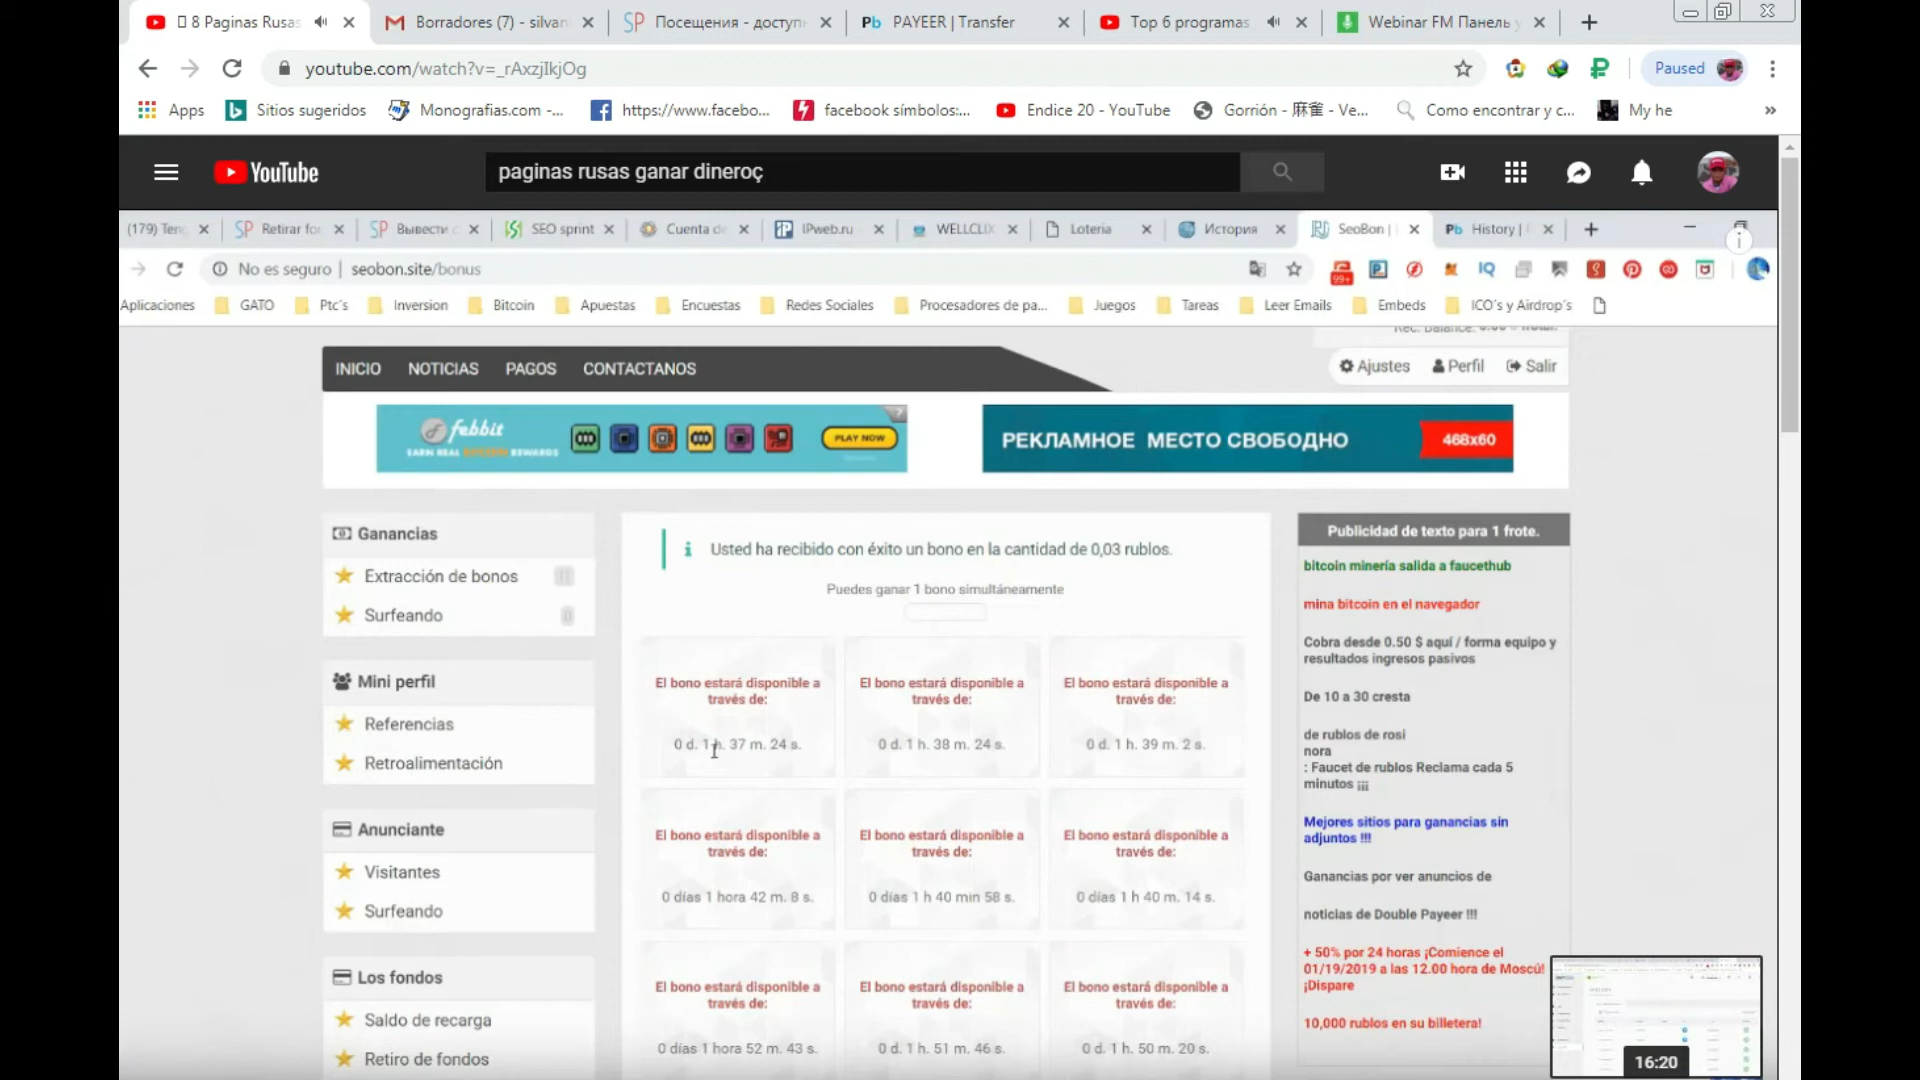 8 Paginas Rusas
Borradores (7) - silvan
Посещения - доступн
PAYEER | Transfer
Top 6 programas
Webinar FM Панель у
youtube.com/watch?v=_rAxzjIkjOg
Paused
Apps
Sitios sugeridos
Monografias.com -...
https://www.facebo...
facebook símbolos:...
Endice 20 - YouTube
Gorrión - 麻雀 - Ve...
Como encontrar y c...
My he
YouTube
paginas rusas ganar dineroç
(179) Ten
Retirar fo
Вывести с
SEO sprint
Cuenta de
IPweb.ru -
WELLCLIX
Loteria
История
SeoBon |
History |
No es seguro | seobon.site/bonus
99+
Aplicaciones
GATO
Ptc´s
Inversion
Bitcoin
Apuestas
Encuestas
Redes Sociales
Procesadores de pa...
Juegos
Tareas
Leer Emails
Embeds
ICO´s y Airdrop´s
INICIO
NOTICIAS
PAGOS
CONTACTANOS
Ajustes
Perfil
Salir
febbit
EARN REAL BITCOIN REWARDS
PLAY NOW
РЕКЛАМНОЕ МЕСТО СВОБОДНО
468x60
Ganancias
Extracción de bonos
Surfeando
Mini perfil
Referencias
Retroalimentación
Anunciante
Visitantes
Surfeando
Los fondos
Saldo de recarga
Retiro de fondos
Usted ha recibido con éxito un bono en la cantidad de 0,03 rublos.
Puedes ganar 1 bono simultáneamente
El bono estará disponible a
través de:
0 d. 1 h. 37 m. 24 s.
El bono estará disponible a
través de:
0 d. 1 h. 38 m. 24 s.
El bono estará disponible a
través de:
0 d. 1 h. 39 m. 2 s.
El bono estará disponible a
través de:
0 días 1 hora 42 m. 8 s.
El bono estará disponible a
través de:
0 días 1 h 40 min 58 s.
El bono estará disponible a
través de:
0 días 1 h 40 m. 14 s.
El bono estará disponible a
través de:
0 días 1 hora 52 m. 43 s.
El bono estará disponible a
través de:
0 d. 1 h. 51 m. 46 s.
El bono estará disponible a
través de:
0 d. 1 h. 50 m. 20 s.
Publicidad de texto para 1 frote.
bitcoin minería salida a faucethub
mina bitcoin en el navegador
Cobra desde 0.50 $ aquí / forma equipo y
resultados ingresos pasivos
De 10 a 30 cresta
de rublos de rosi
nora
: Faucet de rublos Reclama cada 5
minutos ¡¡¡
Mejores sitios para ganancias sin
adjuntos !!!
Ganancias por ver anuncios de
noticias de Double Payeer !!!
+ 50% por 24 horas ¡Comience el
01/19/2019 a las 12.00 hora de Moscú!
¡Dispare
10,000 rublos en su billetera!
16:20